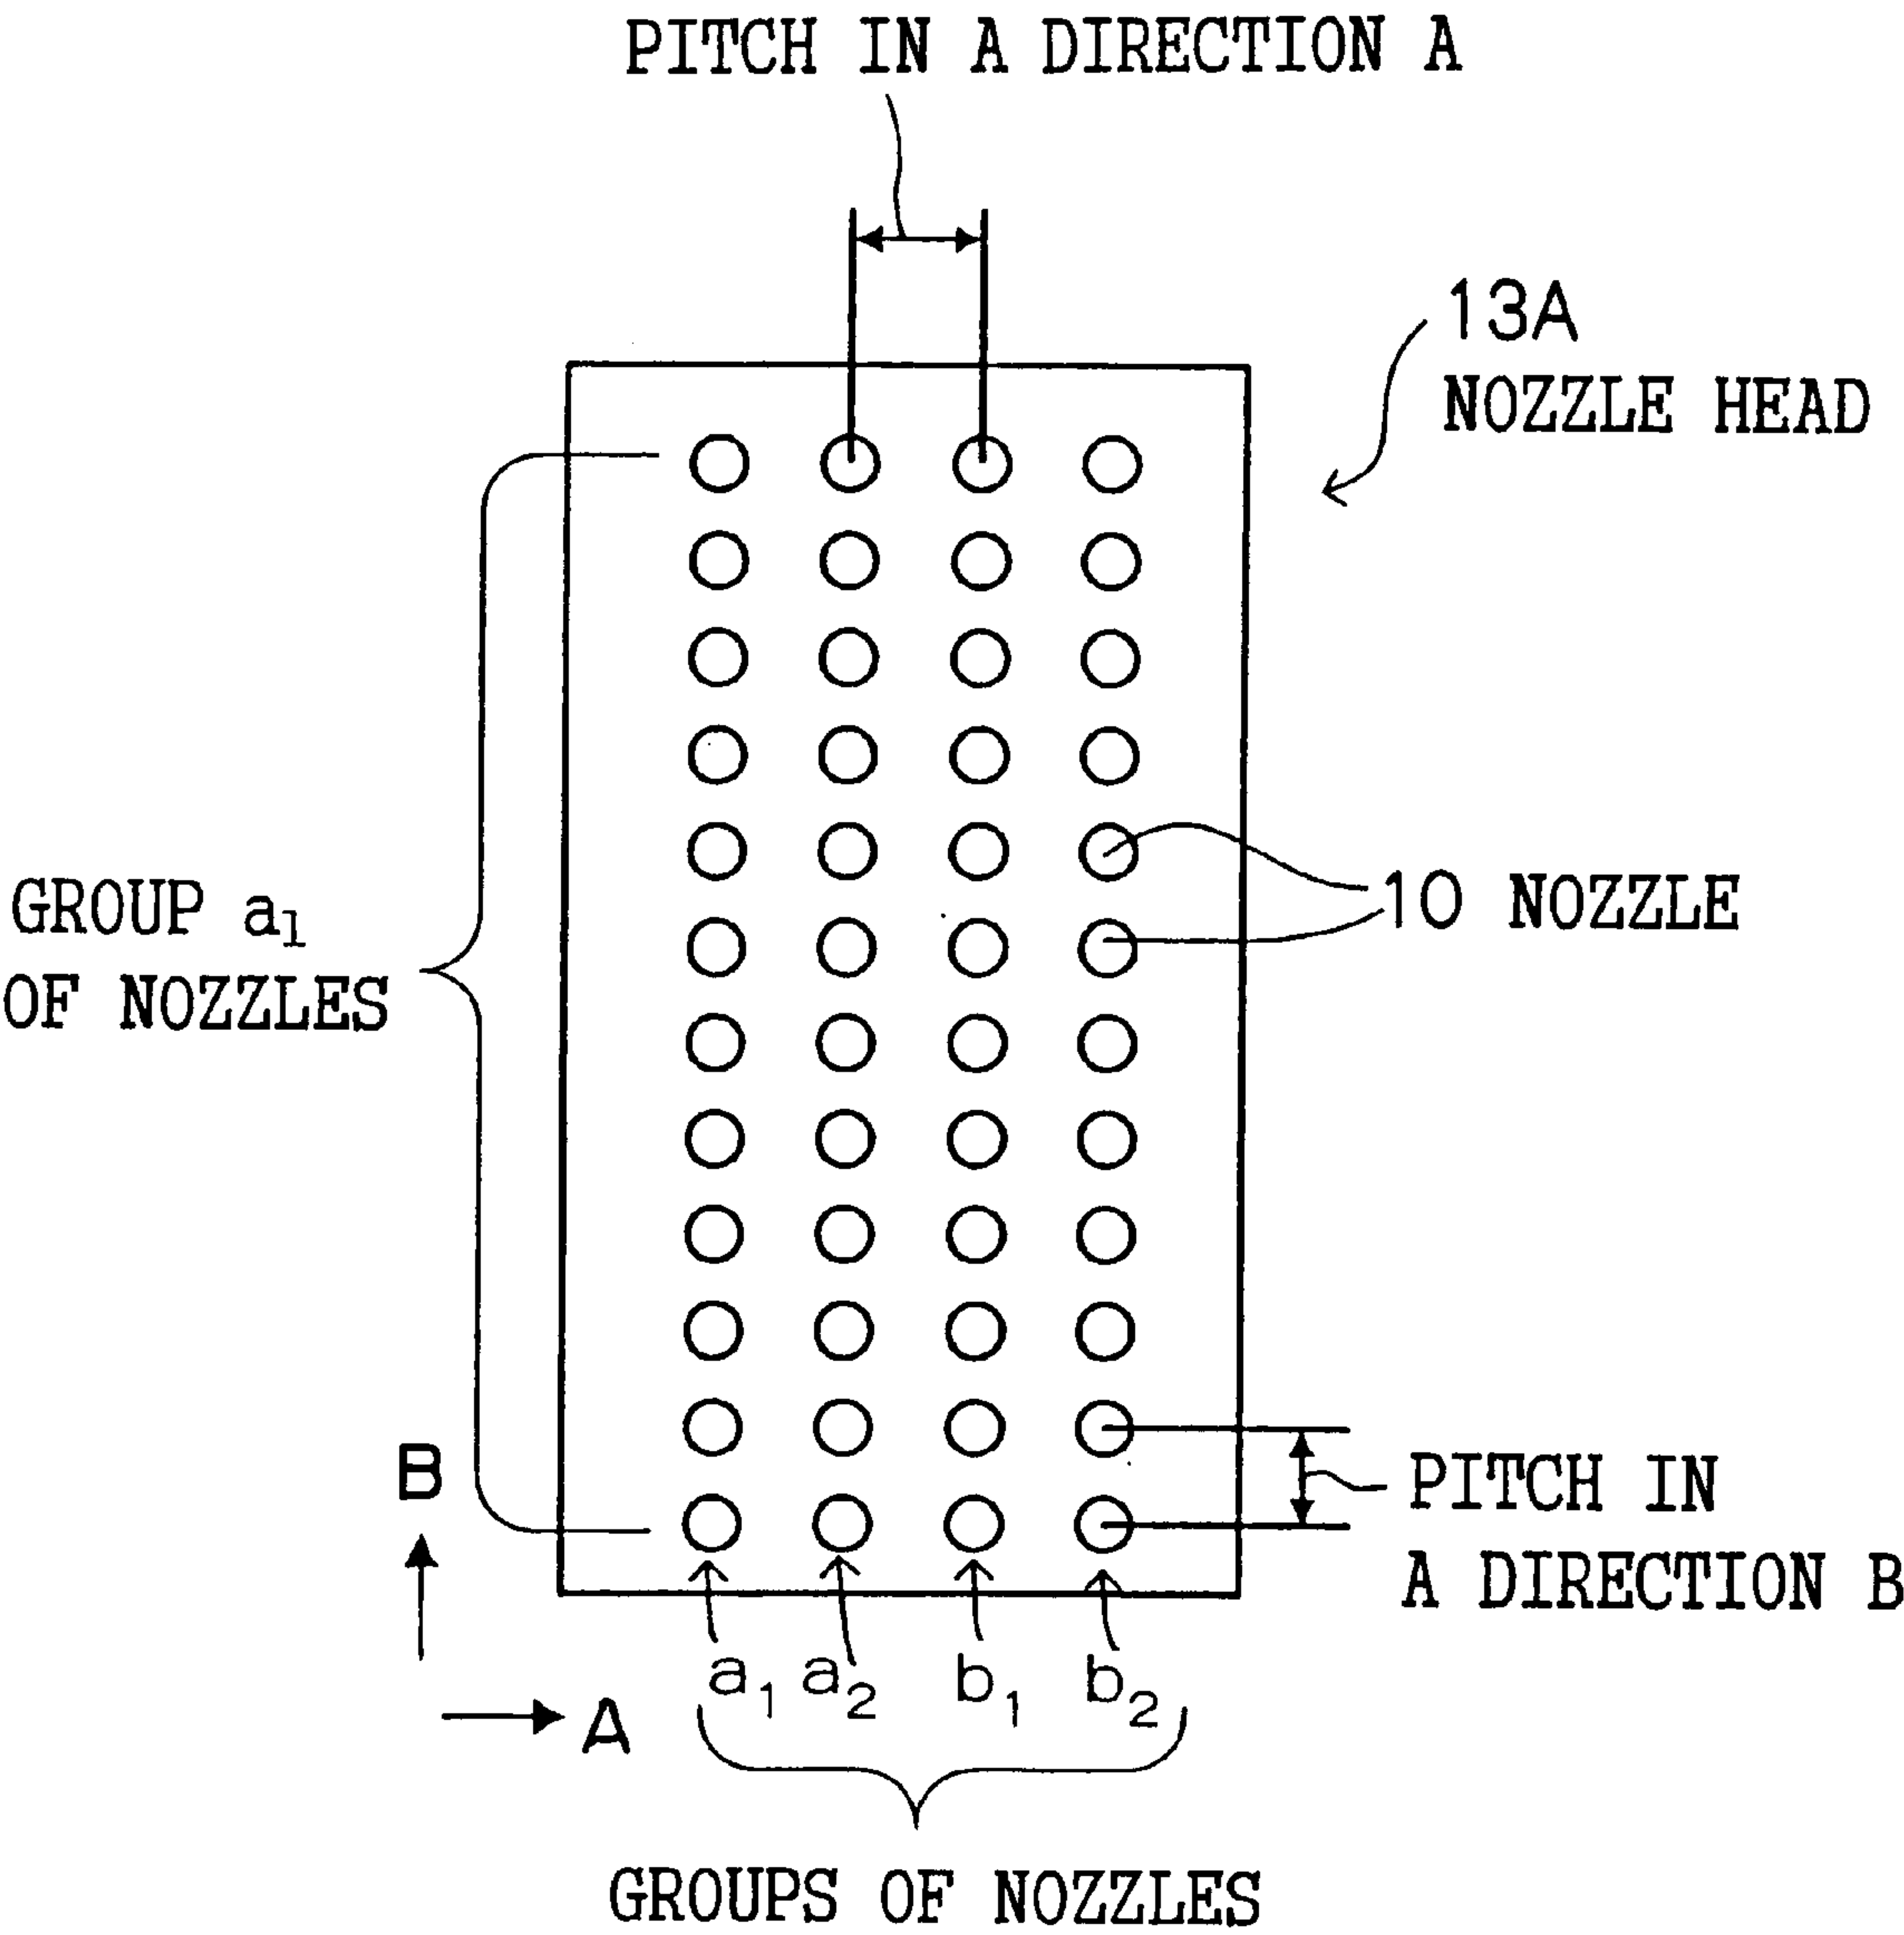 PITCH IN A DIRECTION A
13A
NOZZLE HEAD
10 NOZZLE
GROUP a1
OF NOZZLES
B
A
PITCH IN
A DIRECTION B
a1 a2 b1 b2
GROUPS OF NOZZLES